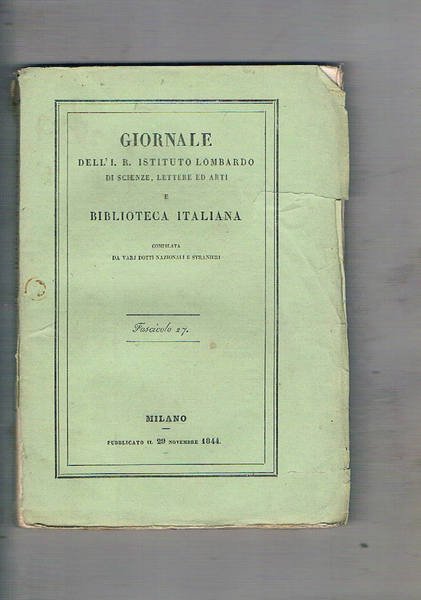 GIORNALE
DELL'I. R. ISTITUTO LOMBARDO
DI SCIENZE, LETTERE ED ARTI
E
BIBLIOTECA ITALIANA
COMPILATA
DA VARJ DOTTI NAZIONALI E STRANIERI
Fascicolo 27.
MILANO
PUBBLICATO IL 29 NOVEMBRE 1844.